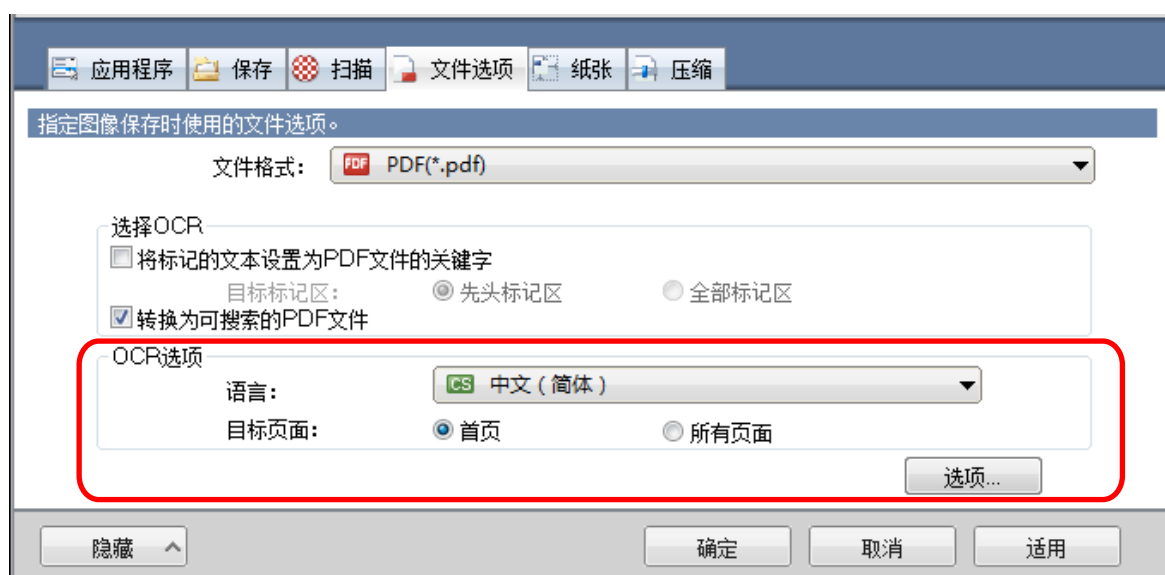 应用程序 保存 扫描 文件选项 纸张 压缩
指定图像保存时使用的文件选项。
文件格式： PDF PDF(*.pdf)
选择OCR
将标记的文本设置为PDF文件的关键字
目标标记区： 先头标记区 全部标记区
转换为可搜索的PDF文件
OCR选项
语言： CS 中文（简体）
目标页面： 首页 所有页面
选项...
隐藏 确定 取消 适用